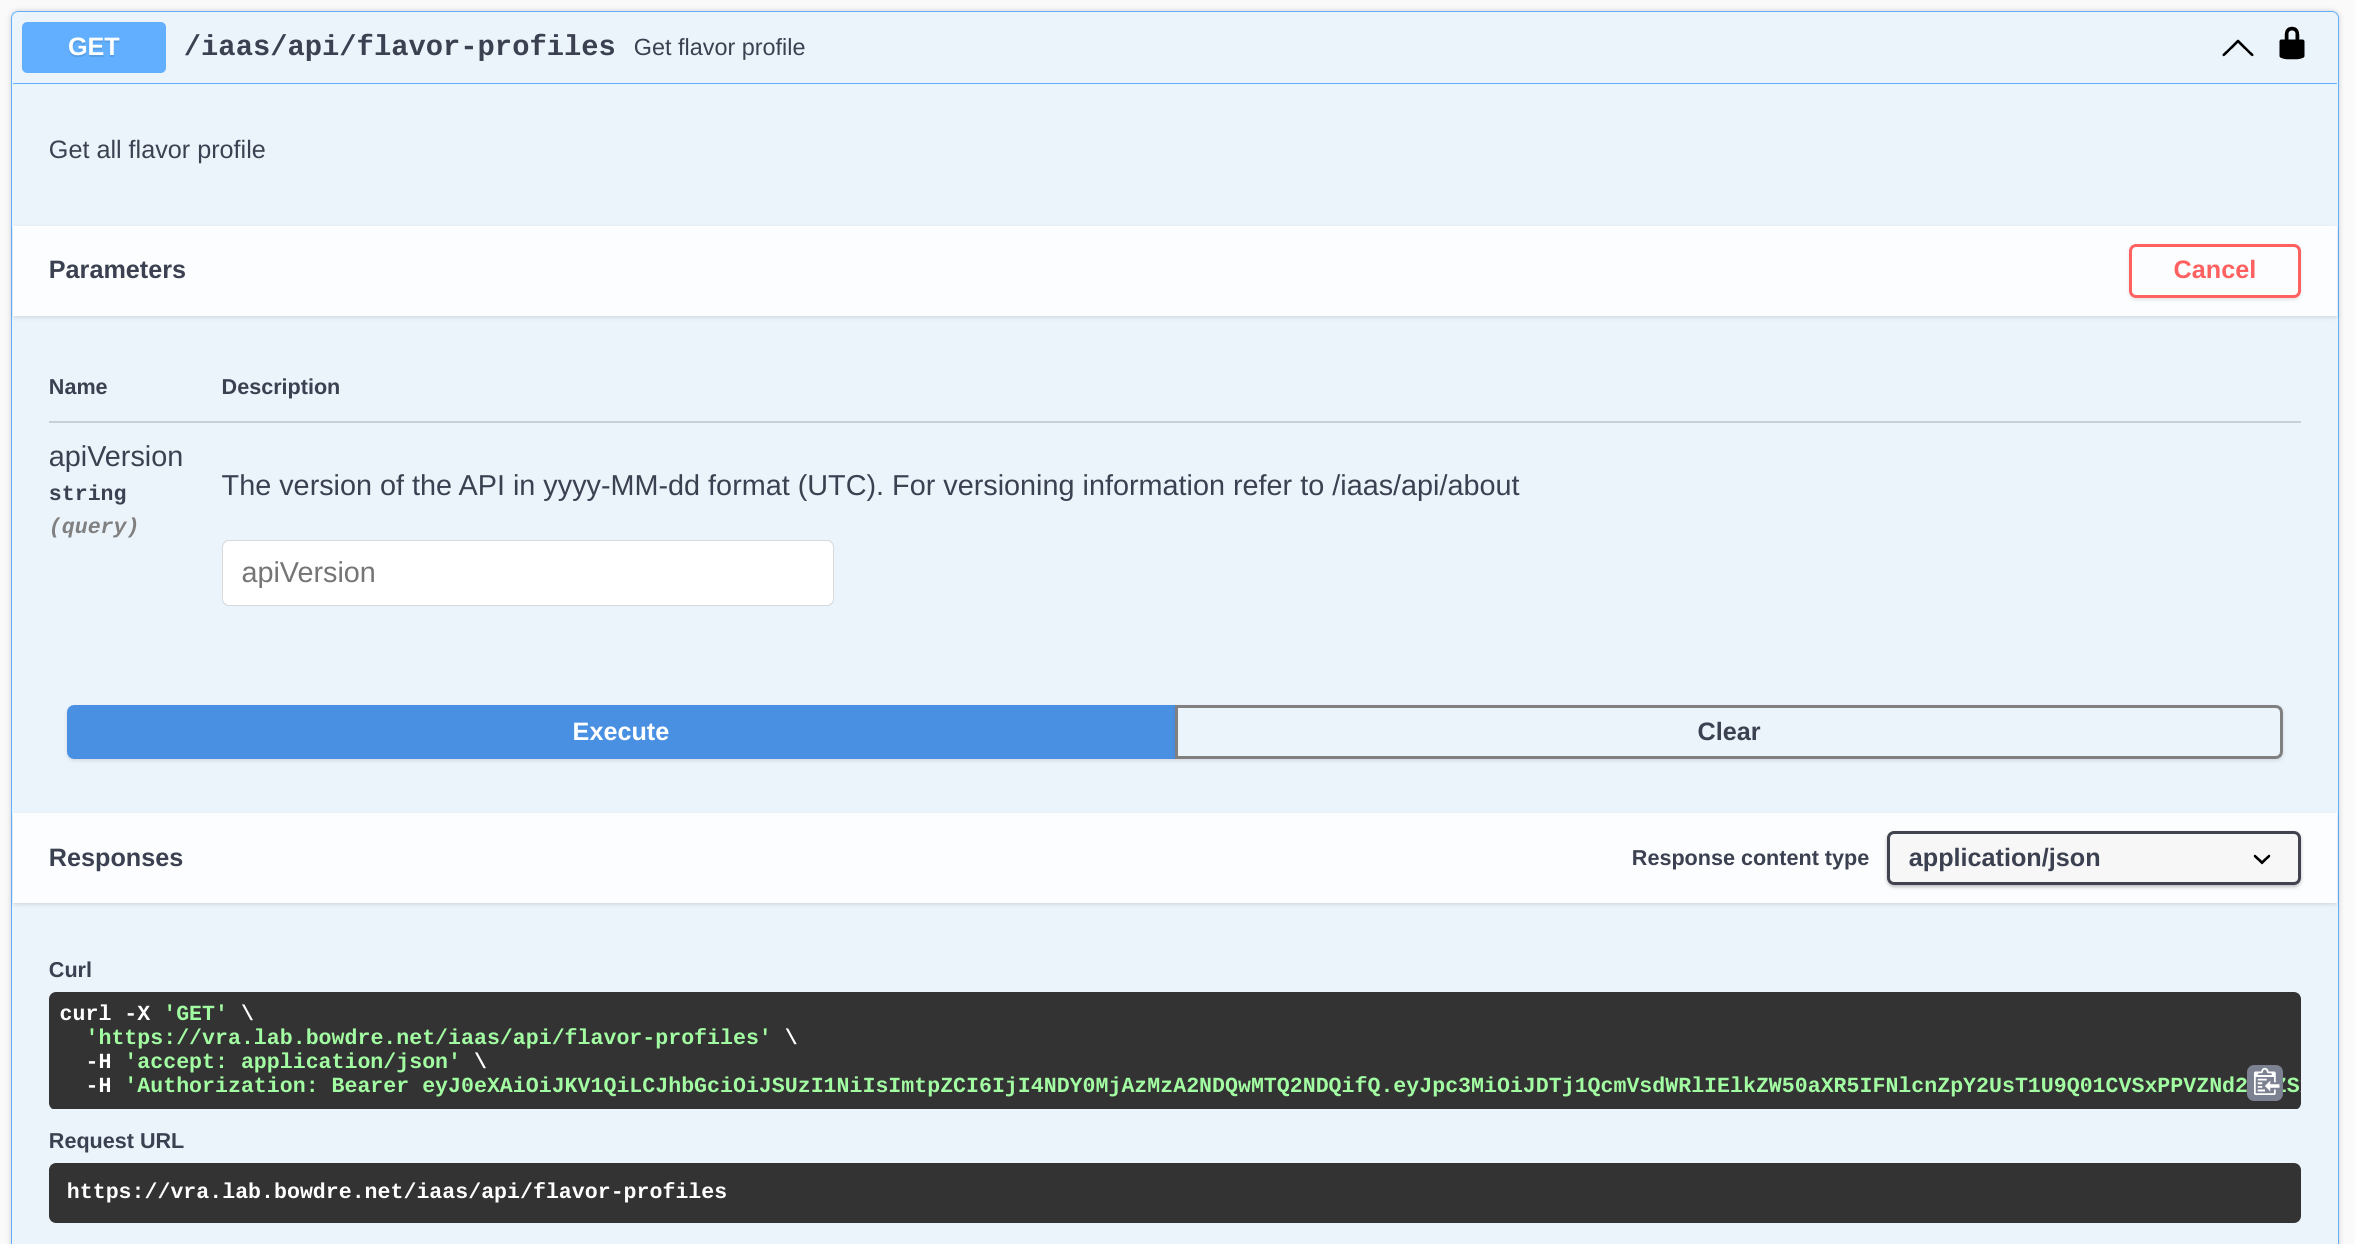 GET /iaas/api/flavor-profiles Get flavor profile
Get all flavor profile
Parameters
Cancel
Name Description
apiVersion
string
(query)
The version of the API in yyyy-MM-dd format (UTC). For versioning information refer to /iaas/api/about
apiVersion
Execute Clear
Responses
Response content type application/json
Curl
curl -X 'GET' \
'https://vra.lab.bowdre.net/iaas/api/flavor-profiles' \
-H 'accept: application/json' \
-H 'Authorization: Bearer eyJ0eXAiOiJKV1QiLCJhbGciOiJSUzI1NiIsImtpZCI6IjI4NDY0MjAzMzA2NDQwMTQ2NDQifQ.eyJpc3MiOiJDTj1QcmVsdWRlIElkZW50aXR5IFNlcnZpY2UsT1U9Q01CVSxPPVZNd2
Request URL
https://vra.lab.bowdre.net/iaas/api/flavor-profiles